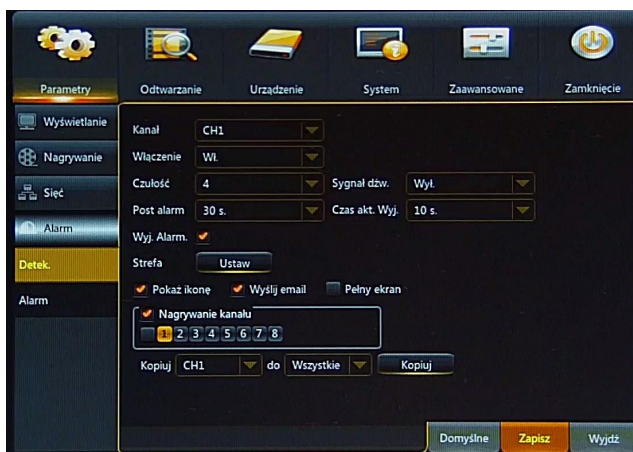 Parametry Odtwarzanie Urządzenie System Zaawansowane Zamknięcie
Wyświetlanie
Nagrywanie
Sieć
Alarm
Detek.
Alarm
Kanał CH1
Włączenie Wł.
Czułość 4 Sygnał dźw. Wył.
Post alarm 30 s. Czas akt. Wyj. 10 s.
Wyj. Alarm.
Strefa Ustaw
Pokaż ikonę Wyślij email Pełny ekran
Nagrywanie kanału
1 2 3 4 5 6 7 8
Kopiuj CH1 do Wszystkie Kopiuj
Domyślne Zapisz Wyjdź